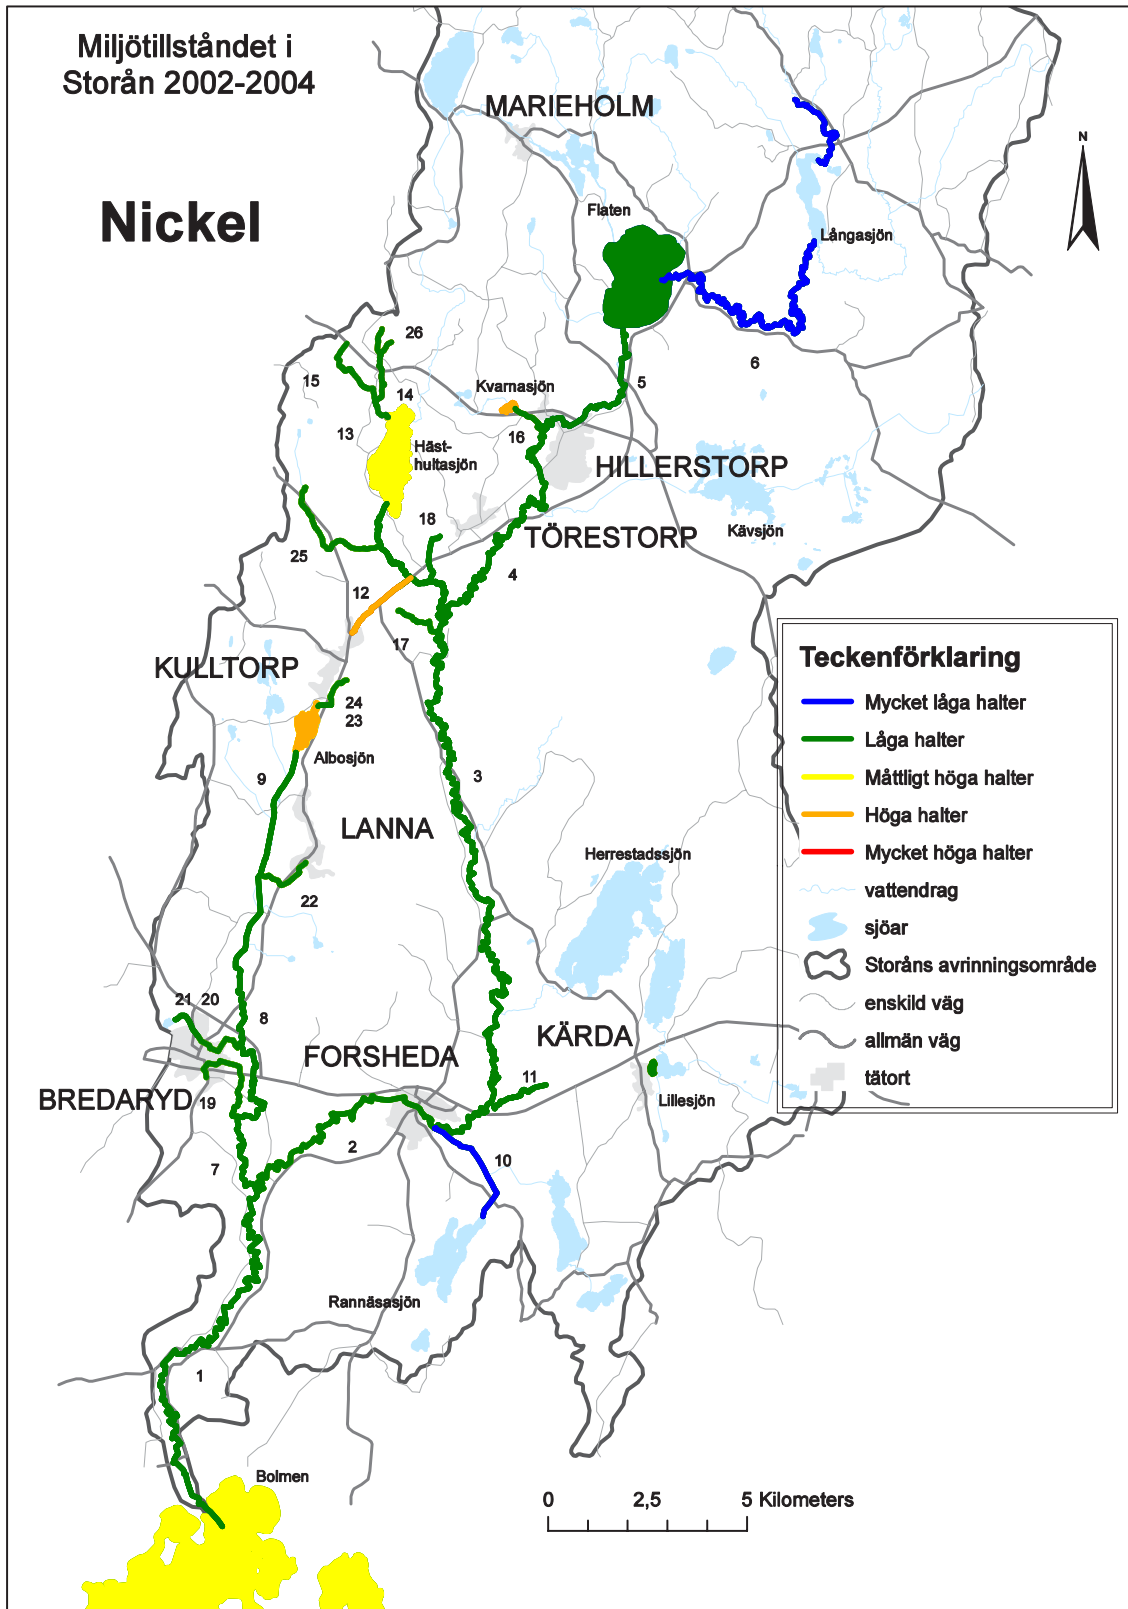 Miljötillståndet i
Storån 2002-2004
Nickel
MARIEHOLM
N
Flaten
Långasjön
26
15
14
Kvarnasjön
5
6
13
16
Häst-
hultasjön
HILLERSTORP
18
Kävsjön
TÖRESTORP
25
4
12
17
KULLTORP
24
23
Albosjön
9
3
LANNA
Herrestadssjön
22
21
20
8
KÄRDA
FORSHEDA
11
BREDARYD
19
Lillesjön
2
10
7
Rannäsasjön
1
Bolmen
Teckenförklaring
Mycket låga halter
Låga halter
Måttligt höga halter
Höga halter
Mycket höga halter
vattendrag
sjöar
Storåns avrinningsområde
enskild väg
allmän väg
tätort
0 2,5 5 Kilometers